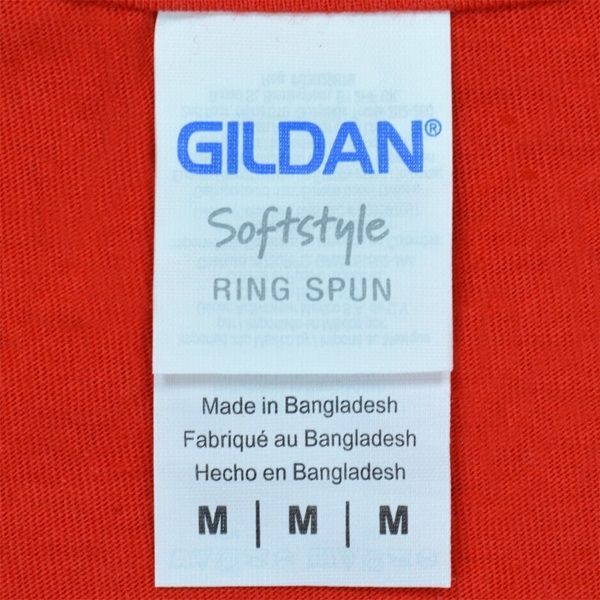 GILDAN®
Softstyle
RING SPUN
Made in Bangladesh
Fabriqué au Bangladesh
Hecho en Bangladesh
M | M | M